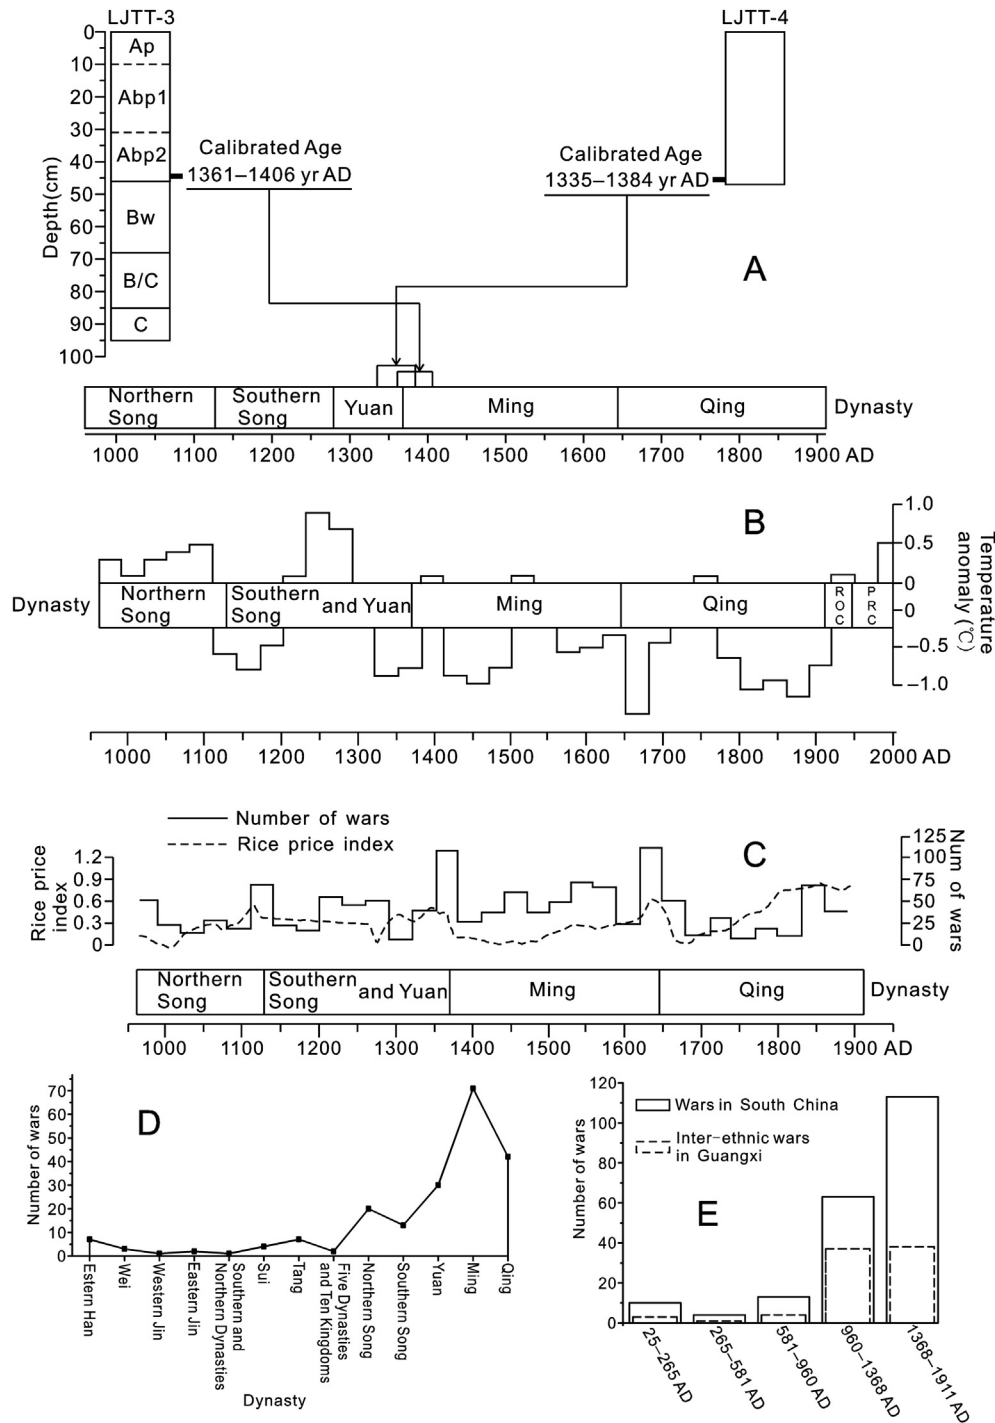 LJTT-3
LJTT-4
0
10
20
30
40
50
60
70
80
90
100
Depth(cm)
Ap
Abp1
Abp2
Bw
B/C
C
Calibrated Age
1361–1406 yr AD
Calibrated Age
1335–1384 yr AD
A
Northern
Song
Southern
Song
Yuan
Ming
Qing
Dynasty
1000 1100 1200 1300 1400 1500 1600 1700 1800 1900 AD
B
1.0
0.5
0
0
–0.5
–1.0
Temperature
anomaly (℃)
Dynasty
Northern
Song
Southern
Song
and Yuan
Ming
Qing
ROC
PRC
1000 1100 1200 1300 1400 1500 1600 1700 1800 1900 2000 AD
Number of wars
Rice price index
C
Rice price
index
1.2
0.9
0.6
0.3
0
125
100
75
50
25
0
Num of wars
Northern
Song
Southern
Song
and Yuan
Ming
Qing
Dynasty
1000 1100 1200 1300 1400 1500 1600 1700 1800 1900 AD
D
Number of wars
70
60
50
40
30
20
10
0
Estern Han
Wei
Western Jin
Eastern Jin
Southern and
Northern Dynasties
Sui
Tang
Five Dynasties
and Ten Kingdoms
Northern Song
Southern Song
Yuan
Ming
Qing
Dynasty
E
Number of wars
120
100
80
60
40
20
0
Wars in South China
Inter-ethnic wars
in Guangxi
25–265 AD
265–581 AD
581–960 AD
960–1368 AD
1368–1911 AD